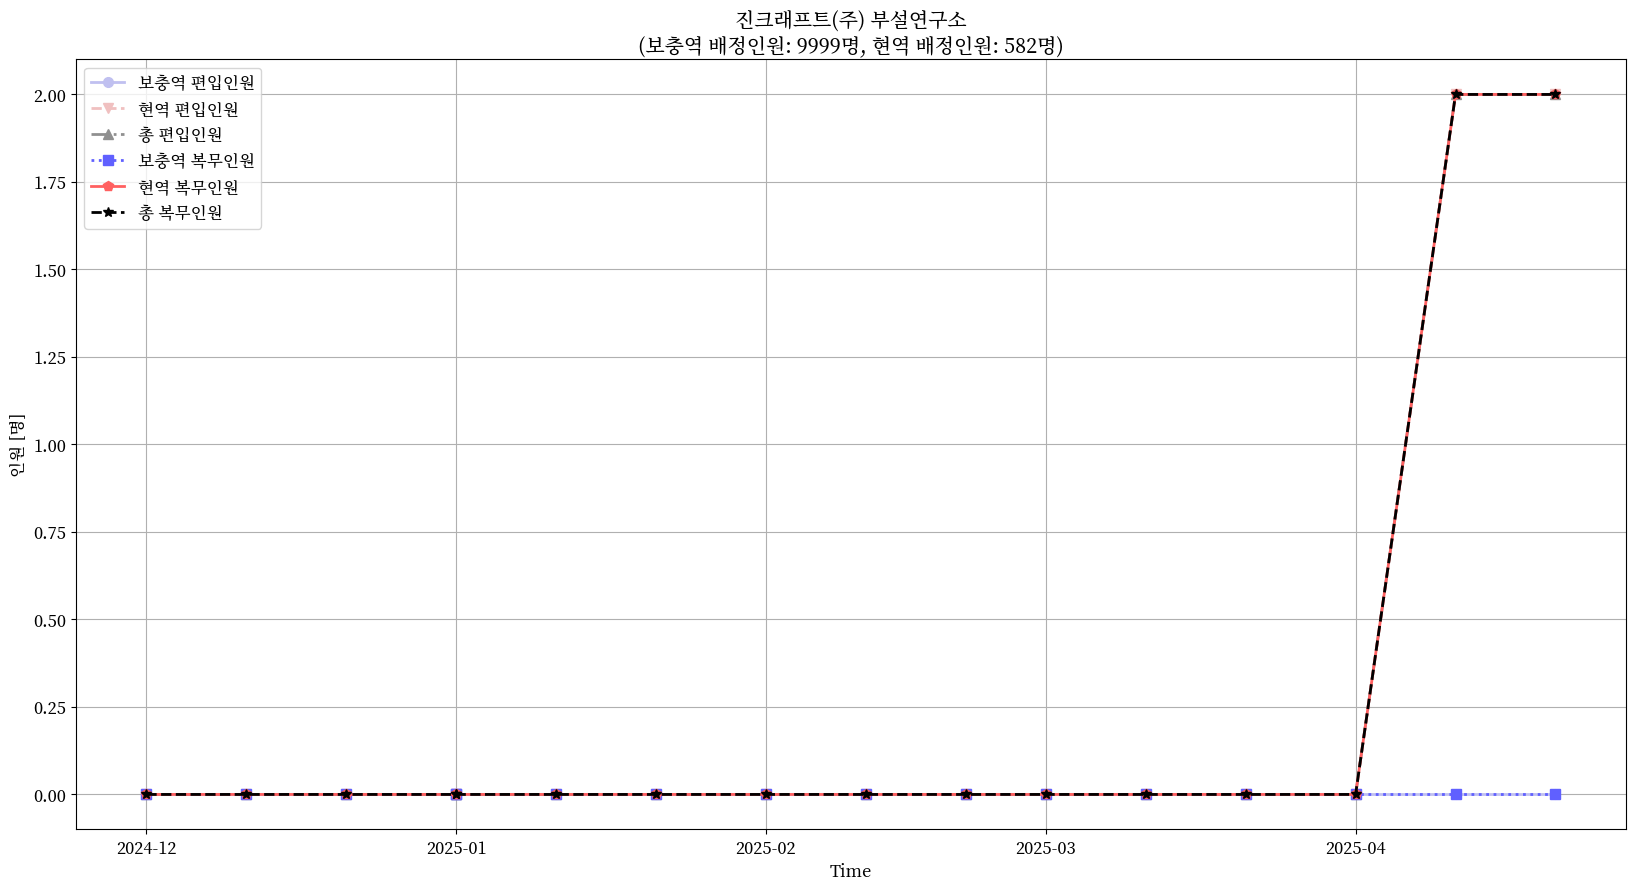 진크래프트(주) 부설연구소
(보충역 배정인원: 9999명, 현역 배정인원: 582명)
보충역 편입인원
현역 편입인원
총 편입인원
보충역 복무인원
현역 복무인원
총 복무인원
2.00
1.75
1.50
1.25
1.00
0.75
0.50
0.25
0.00
인원 [명]
2024-12 2025-01 2025-02 2025-03 2025-04
Time